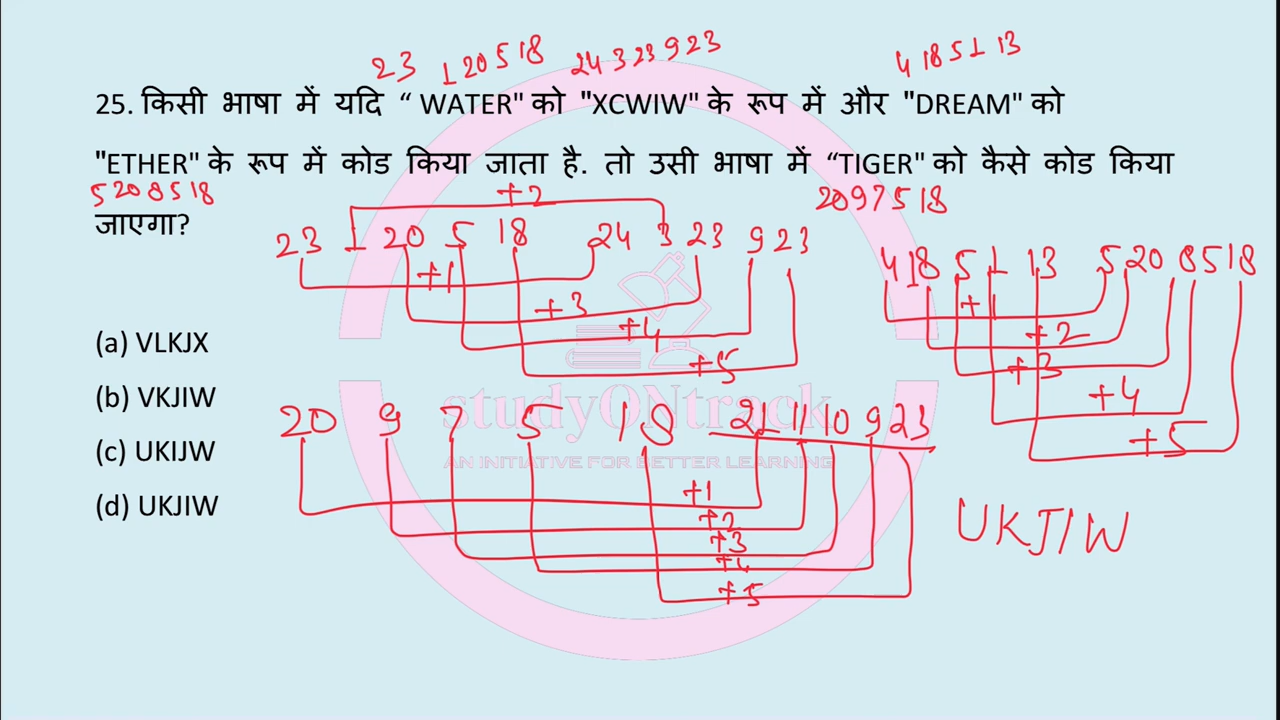 23 1 20 5 18 24 3 23 9 23 4 18 5 1 13
25. किसी भाषा में यदि “ WATER" को "XCWIW" के रूप में और "DREAM" को
"ETHER" के रूप में कोड किया जाता है. तो उसी भाषा में “TIGER" को कैसे कोड किया
5 20 8 5 18 +2 20 9 7 5 18
जाएगा?
23 1 20 5 18 24 3 23 9 23 4 18 5 1 13 5 20 8 5 18
+1 +1
+3 +2
+4 +3
+5 +4
+5
(a) VLKJX
(b) VKJIW
(c) UKIJW
(d) UKJIW
20 9 7 5 18 21 11 10 9 23
studyONtrack
AN INITIATIVE FOR BETTER LEARNING
+1
+2
+3
+4
+5
UKJIW